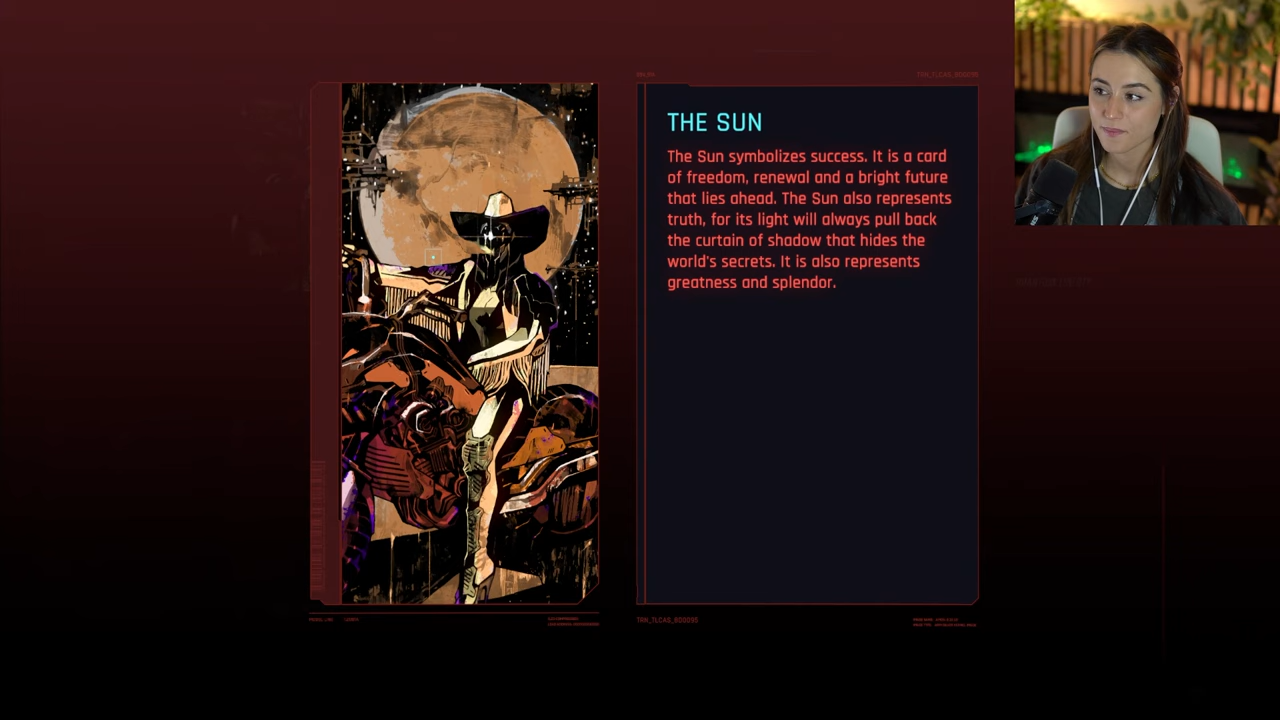 TRN_TLCAS_800095
THE SUN
The Sun symbolizes success. It is a card
of freedom, renewal and a bright future
that lies ahead. The Sun also represents
truth, for its light will always pull back
the curtain of shadow that hides the
world's secrets. It is also represents
greatness and splendor.
TRN_TLCAS_800095